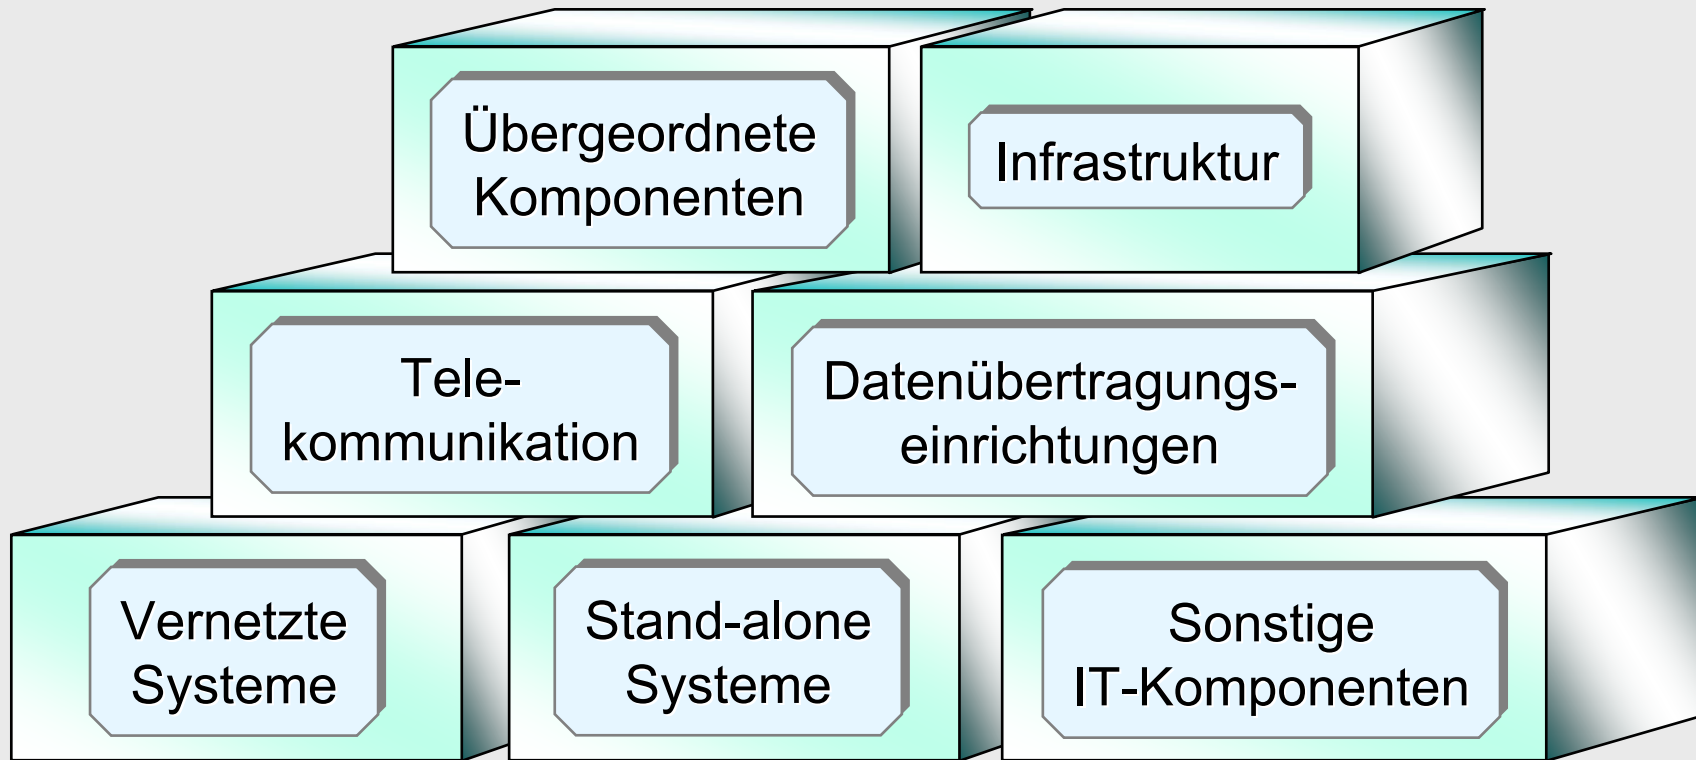 Übergeordnete
Komponenten
Infrastruktur
Tele-
kommunikation
Datenübertragungs-
einrichtungen
Vernetzte
Systeme
Stand-alone
Systeme
Sonstige
IT-Komponenten